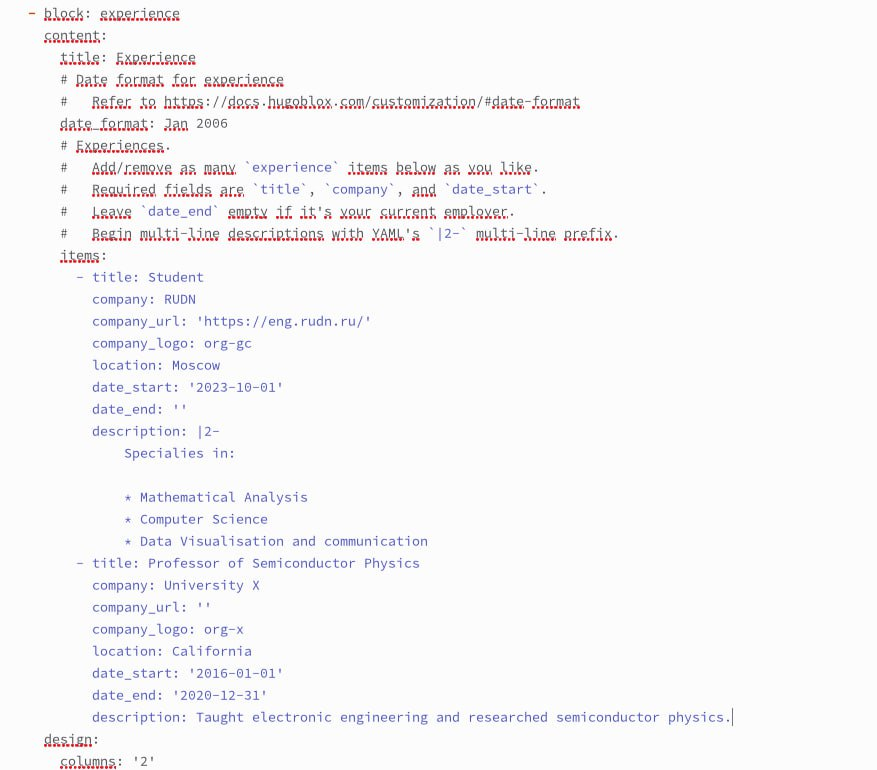 - block: experience
content:
title: Experience
# Date format for experience
#   Refer to https://docs.hugoblox.com/customization/#date-format
date_format: Jan 2006
# Experiences.
#   Add/remove as many `experience` items below as you like.
#   Required fields are `title`, `company`, and `date_start`.
#   Leave `date_end` empty if it's your current employer.
#   Begin multi-line descriptions with YAML's `|2-` multi-line prefix.
items:
- title: Student
company: RUDN
company_url: 'https://eng.rudn.ru/'
company_logo: org-gc
location: Moscow
date_start: '2023-10-01'
date_end: ''
description: |2-
Specialies in:
* Mathematical Analysis
* Computer Science
* Data Visualisation and communication
- title: Professor of Semiconductor Physics
company: University X
company_url: ''
company_logo: org-x
location: California
date_start: '2016-01-01'
date_end: '2020-12-31'
description: Taught electronic engineering and researched semiconductor physics.
design:
columns: '2'